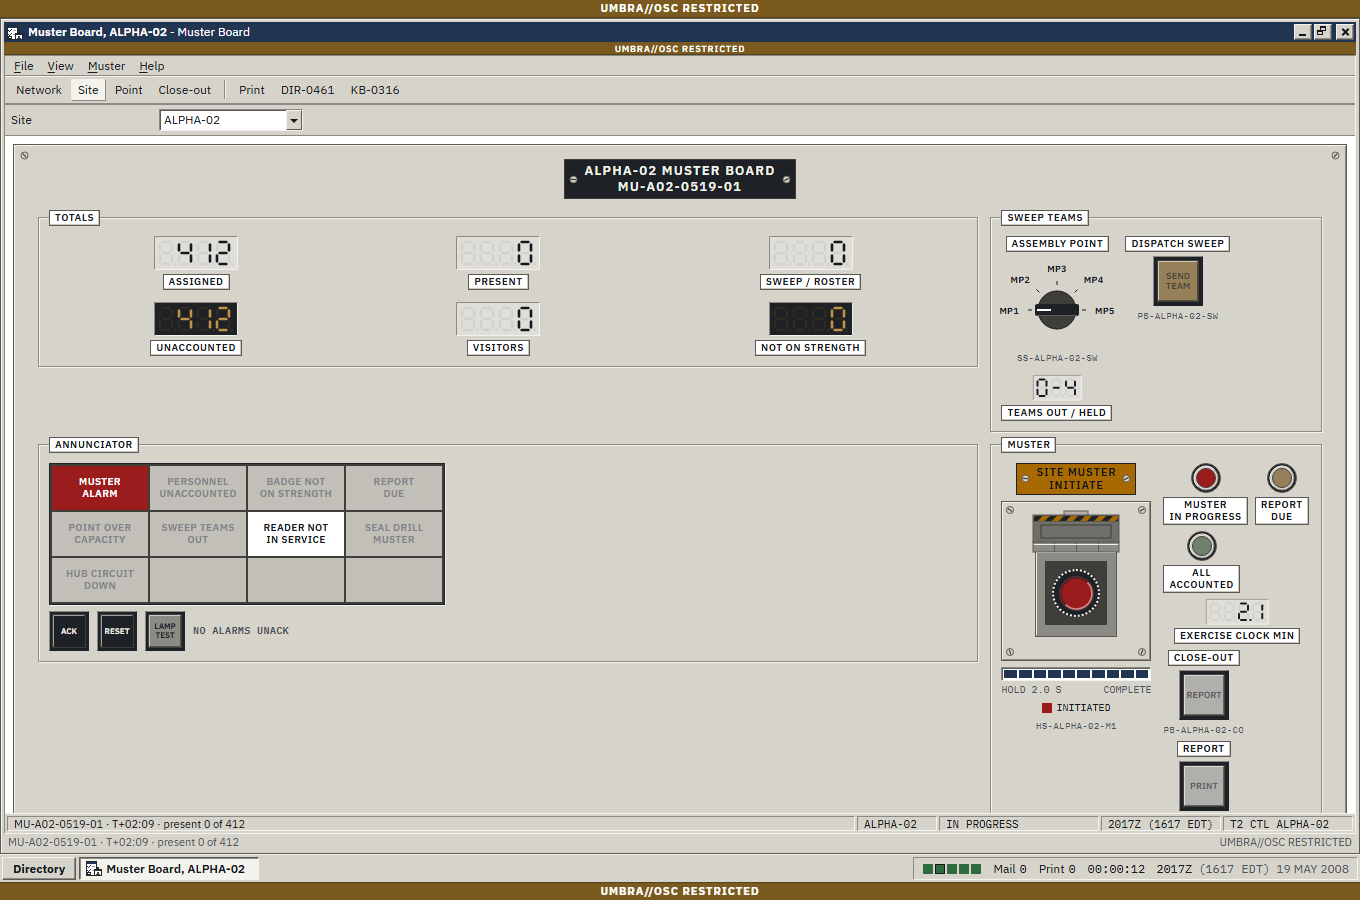 UMBRA//OSC RESTRICTED
Muster Board, ALPHA-02 - Muster Board
UMBRA//OSC RESTRICTED
File View Muster Help
Network Site Point Close-out Print DIR-0461 KB-0316
Site ALPHA-02
ALPHA-02 MUSTER BOARD
MU-A02-0519-01
TOTALS
412 0 0
ASSIGNED PRESENT SWEEP / ROSTER
412 0 0
UNACCOUNTED VISITORS NOT ON STRENGTH
SWEEP TEAMS
ASSEMBLY POINT DISPATCH SWEEP
MP1 MP2 MP3 MP4 MP5
SEND
TEAM
PB-ALPHA-02-SW
SS-ALPHA-02-SW
0-4
TEAMS OUT / HELD
ANNUNCIATOR
MUSTER
ALARM
PERSONNEL
UNACCOUNTED
BADGE NOT
ON STRENGTH
REPORT
DUE
POINT OVER
CAPACITY
SWEEP TEAMS
OUT
READER NOT
IN SERVICE
SEAL DRILL
MUSTER
HUB CIRCUIT
DOWN
ACK RESET LAMP
TEST
NO ALARMS UNACK
MUSTER
SITE MUSTER
INITIATE
HOLD 2.0 S COMPLETE
INITIATED
HS-ALPHA-02-M1
MUSTER
IN PROGRESS
REPORT
DUE
ALL
ACCOUNTED
2.1
EXERCISE CLOCK MIN
CLOSE-OUT
REPORT
PB-ALPHA-02-CO
REPORT
PRINT
MU-A02-0519-01 · T+02:09 · present 0 of 412 ALPHA-02 IN PROGRESS 2017Z (1617 EDT) T2 CTL ALPHA-02
MU-A02-0519-01 · T+02:09 · present 0 of 412 UMBRA//OSC RESTRICTED
Directory Muster Board, ALPHA-02 Mail 0 Print 0 00:00:12 2017Z (1617 EDT) 19 MAY 2008
UMBRA//OSC RESTRICTED